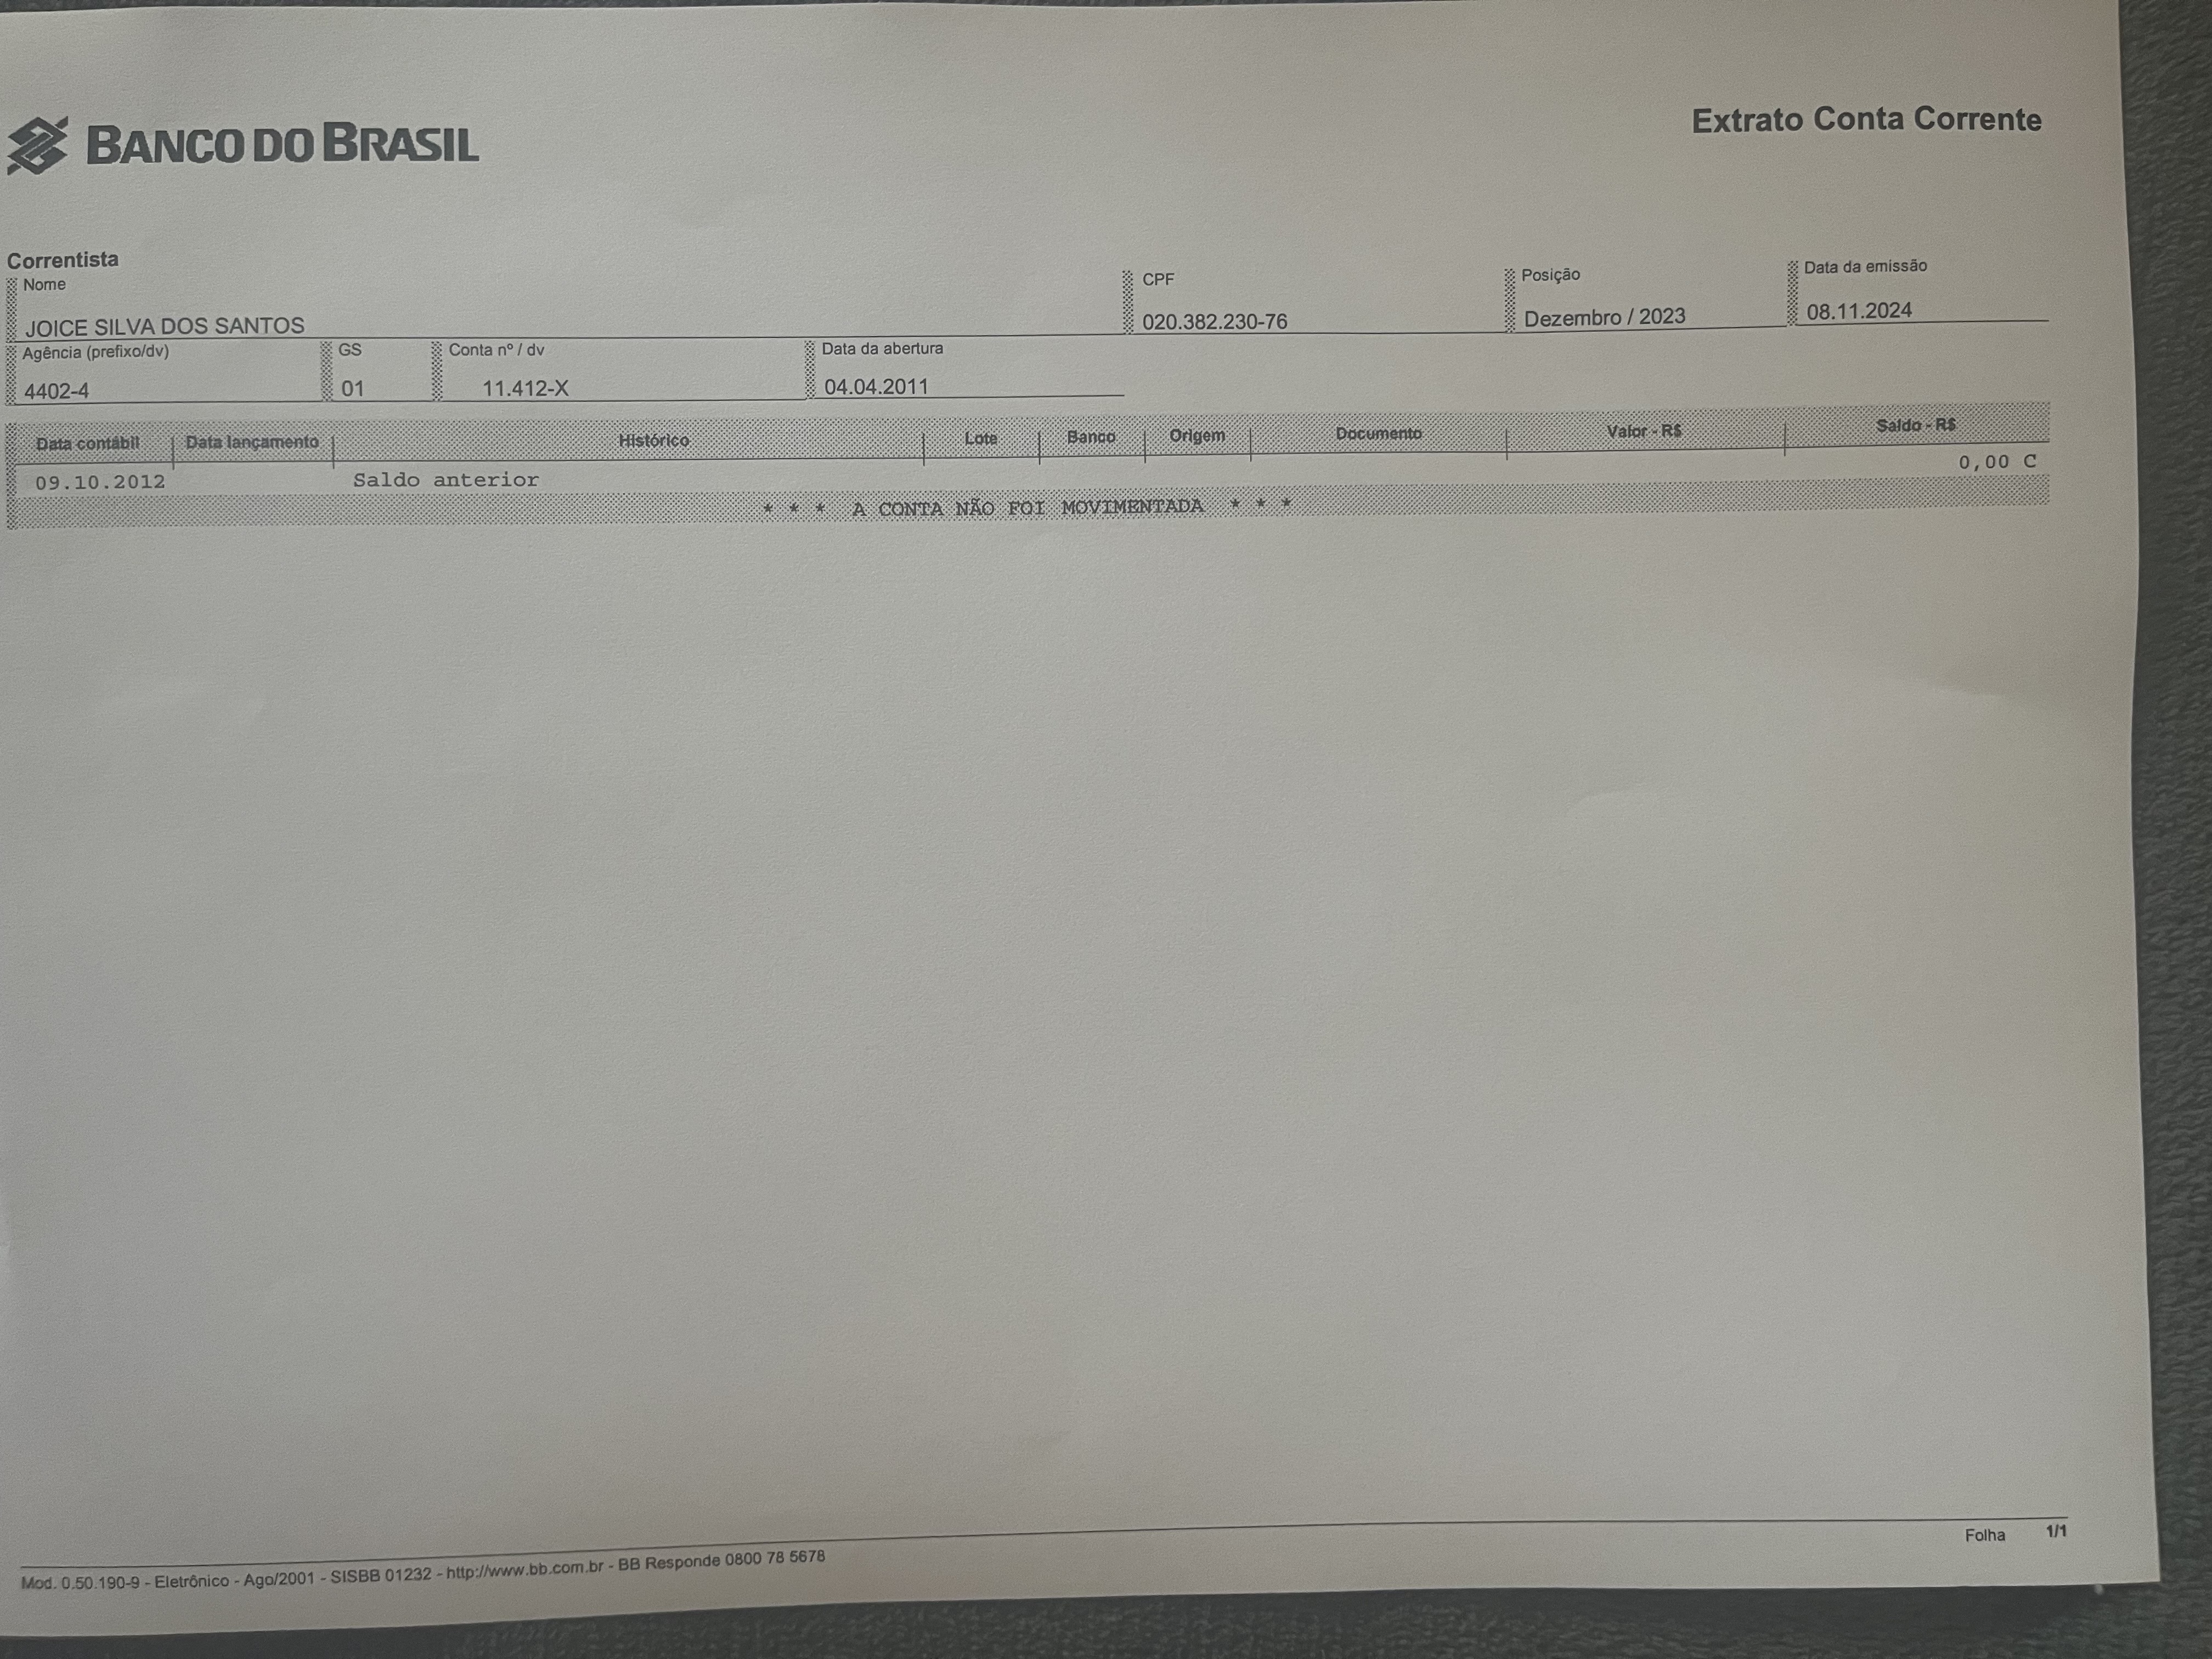 BANCO DO BRASIL
Extrato Conta Corrente
Correntista
Nome CPF Posição Data da emissão
JOICE SILVA DOS SANTOS 020.382.230-76 Dezembro / 2023 08.11.2024
Agência (prefixo/dv) GS Conta nº / dv Data da abertura
4402-4 01 11.412-X 04.04.2011
Data contábil Data lançamento Histórico Lote Banco Origem Documento Valor - R$ Saldo - R$
09.10.2012 Saldo anterior 0,00 C
* * * A CONTA NÃO FOI MOVIMENTADA * * *
Folha 1/1
Mod. 0.50.190-9 - Eletrônico - Ago/2001 - SISBB 01232 - http://www.bb.com.br - BB Responde 0800 78 5678